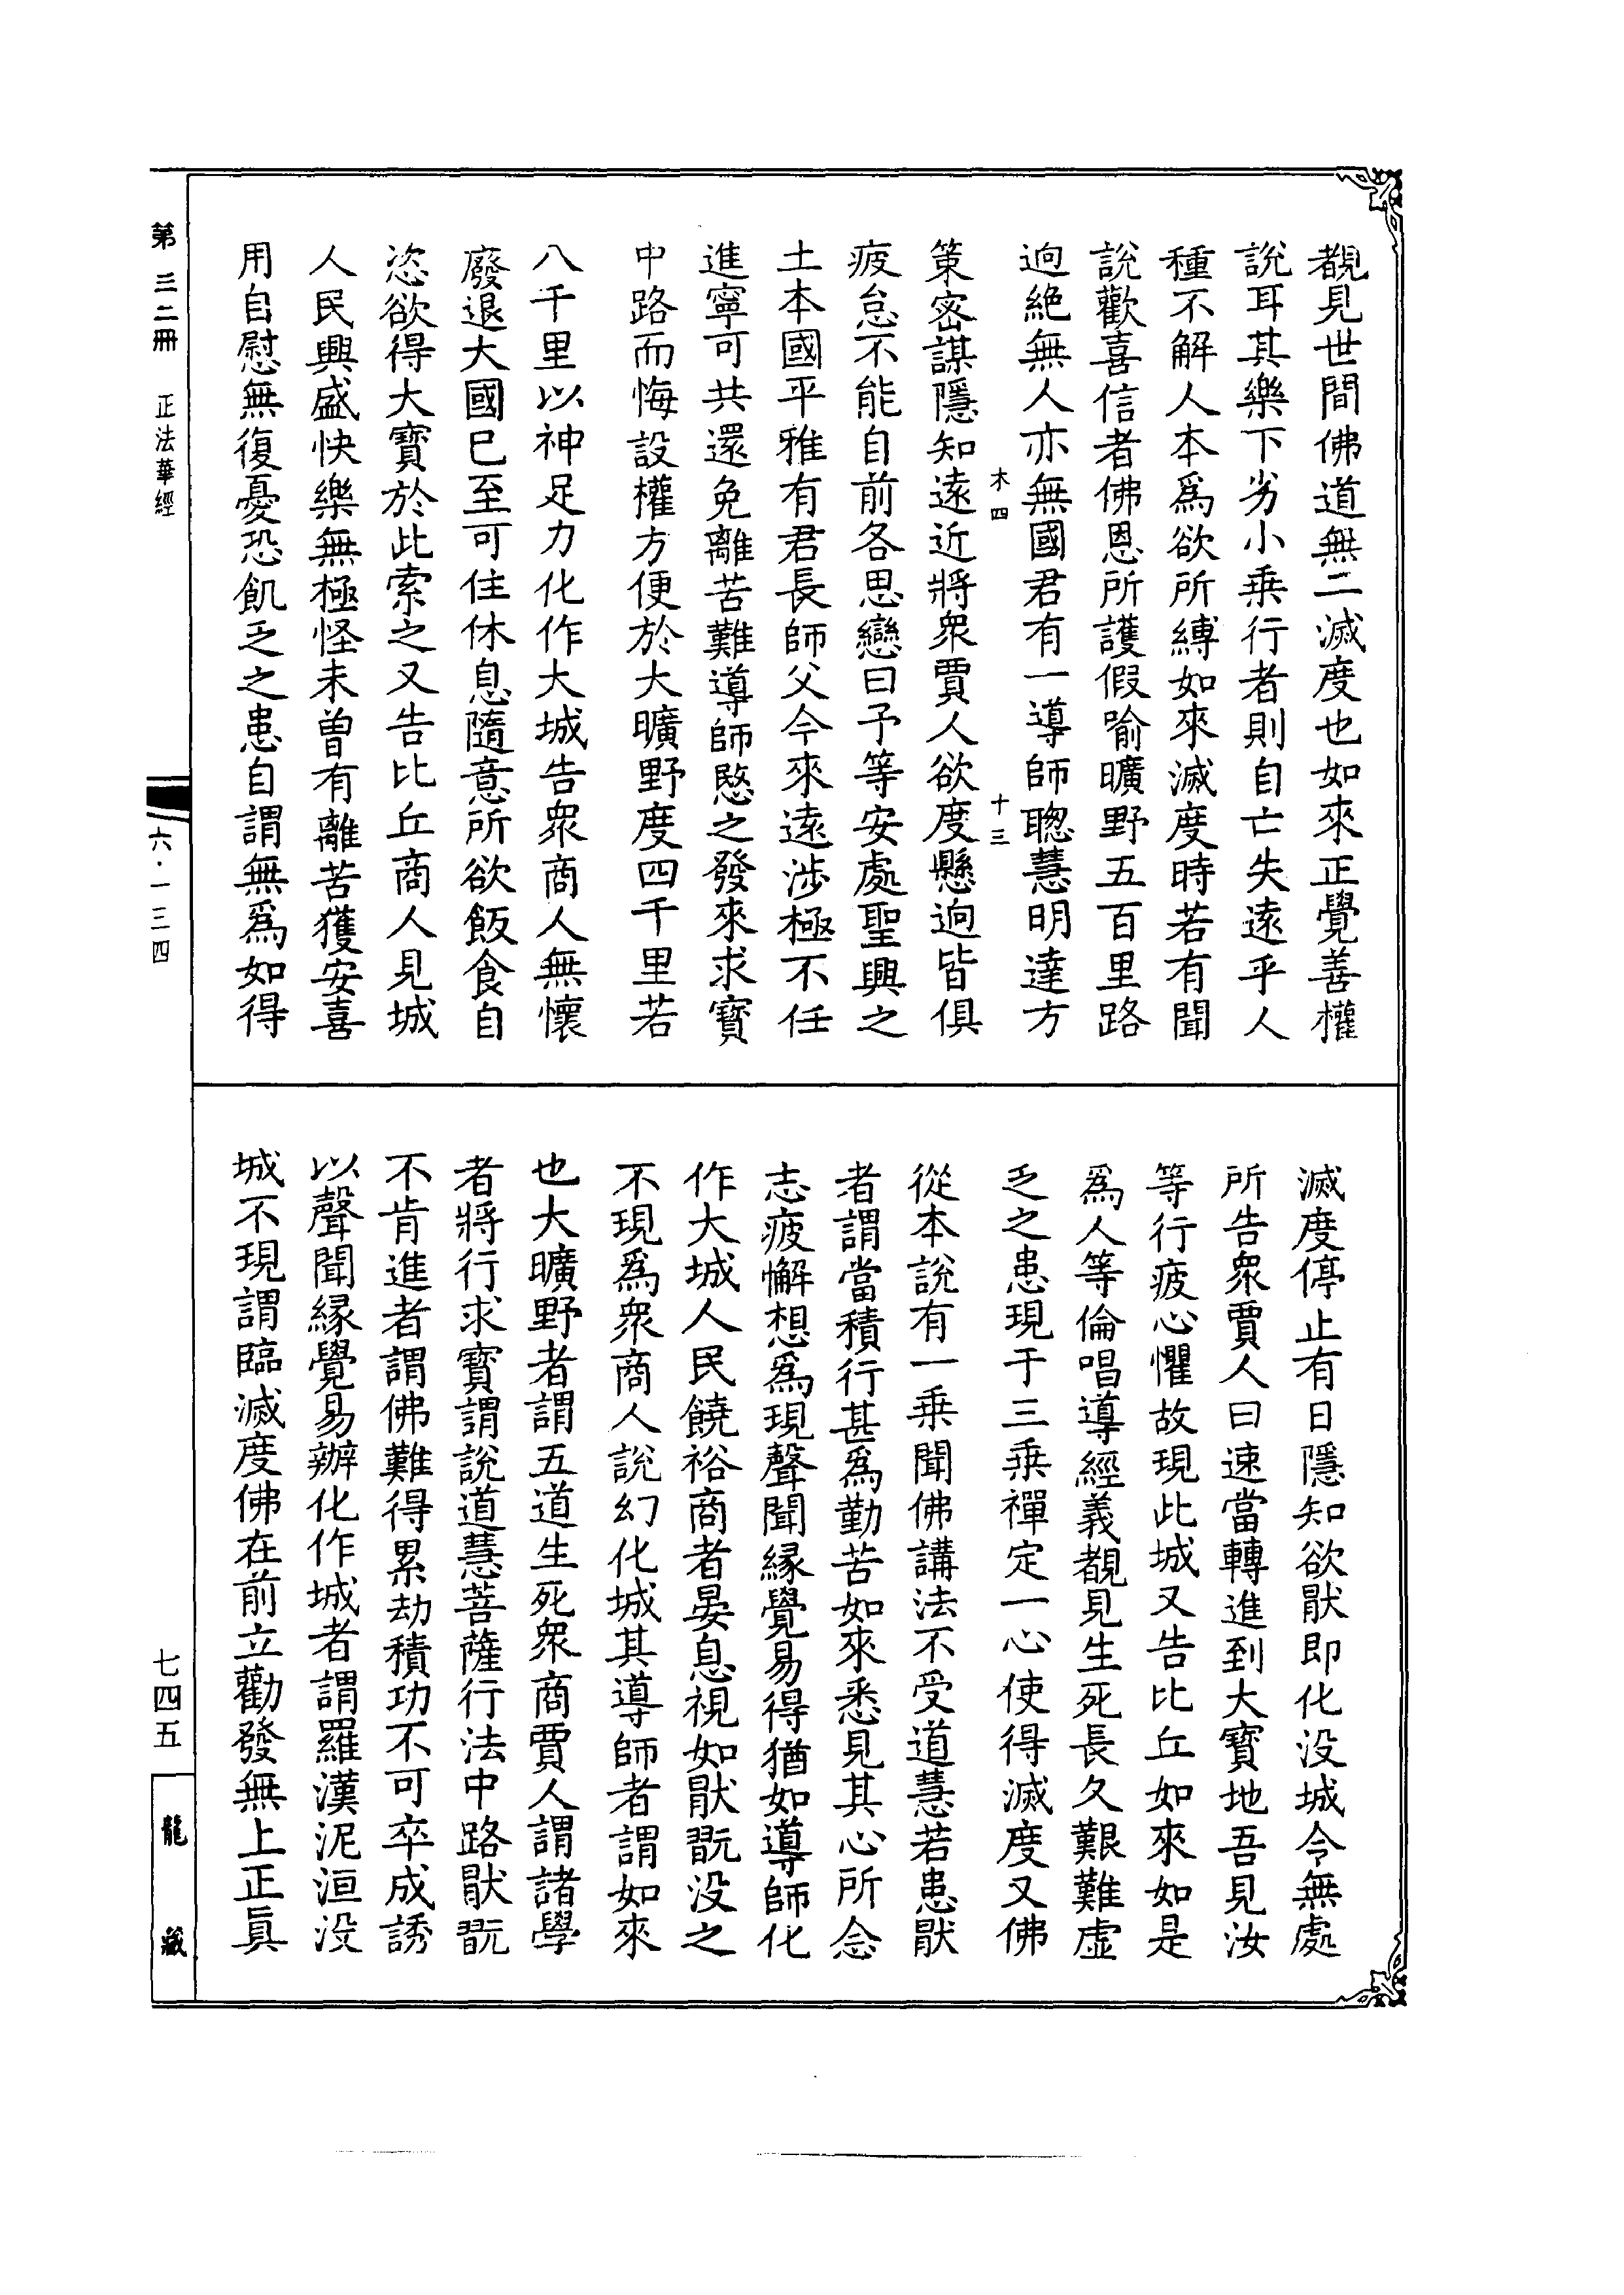 覩見世間佛道無二滅度也如來正覺善權
說耳其樂下劣小乗行者則自亡失遠乎人
種不解人本爲欲所縛如來滅度時若有聞
說歡喜信者佛恩所護假喻曠野五百里路
逈絶無人亦無國君有一導師聰慧明達方
木四
十三
策密謀隱知遠近將衆賈人欲度懸逈皆俱
疲怠不能自前各思戀曰予等安處聖興之
土本國平雅有君長師父今來遠涉極不任
進寧可共還免離苦難導師愍之發來求寳
中路而悔設權方便於大曠野度四千里若
八千里以神足力化作大城告衆商人無懷
廢退大國已至可住休息隨意所欲飯食自
恣欲得大寳於此索之又告比丘商人見城
人民興盛快樂無極怪未曽有離苦獲安喜
用自慰無復憂恐飢乏之患自謂無爲如得
滅度停止有日隱知欲猒即化没城令無處
所告衆賈人曰速當轉進到大寳地吾見汝
等行疲心懼故現此城又告比丘如來如是
爲人等倫唱導經義覩見生死長久艱難虛
乏之患現于三乗禪定一心使得滅度又佛
從本說有一乗聞佛講法不受道慧若患猒
者謂當積行甚爲勤苦如來悉見其心所念
志疲懈想爲現聲聞緣覺易得猶如導師化
作大城人民饒裕商者晏息視如猒翫没之
不現爲衆商人說幻化城其導師者謂如來
也大曠野者謂五道生死衆商賈人謂諸學
者將行求寳謂說道慧菩薩行法中路猒翫
不肯進者謂佛難得累劫積功不可卒成誘
以聲聞緣覺易辦化作城者謂羅漢泥洹没
城不現謂臨滅度佛在前立勸發無上正真
第三二冊 正法華經
六·一三四
七四五
龍藏